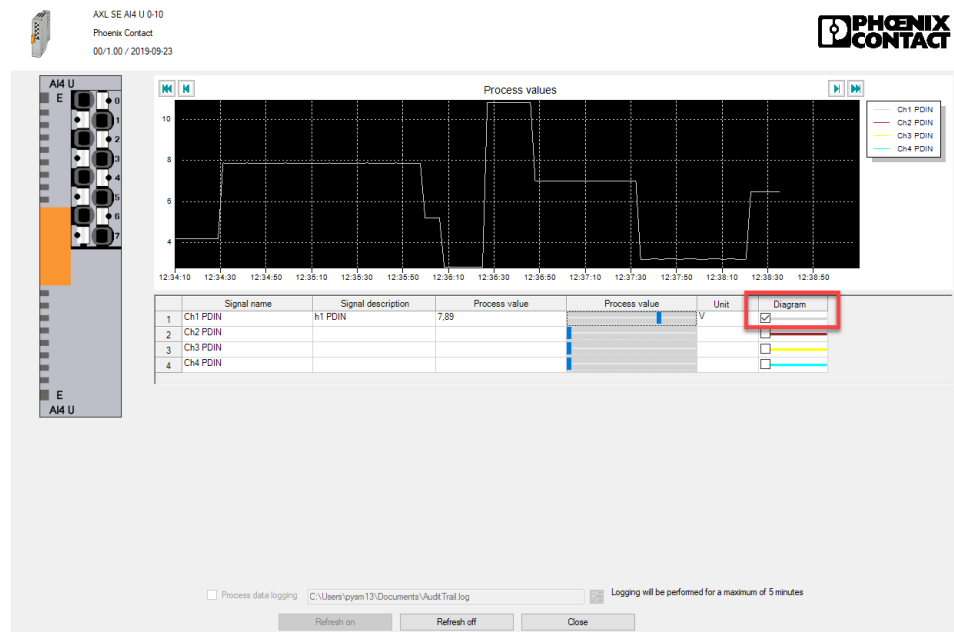 AXL SE AI4 U 0-10
Phoenix Contact
00/1.00 / 2019-09-23
PHŒNIX
CONTACT
AI4 U
E
0
1
2
3
4
5
6
7
E
AI4 U
Process values
10
8
6
4
12:34:10 12:34:30 12:34:50 12:35:10 12:35:30 12:35:50 12:36:10 12:36:30 12:36:50 12:37:10 12:37:30 12:37:50 12:38:10 12:38:30 12:38:50
Ch1 PDIN
Ch2 PDIN
Ch3 PDIN
Ch4 PDIN
Signal name Signal description Process value Process value Unit Diagram
1 Ch1 PDIN h1 PDIN 7,89 V
2 Ch2 PDIN
3 Ch3 PDIN
4 Ch4 PDIN
Process data logging C:\Users\pysm13\Documents\AuditTrail.log Logging will be performed for a maximum of 5 minutes
Refresh on Refresh off Close